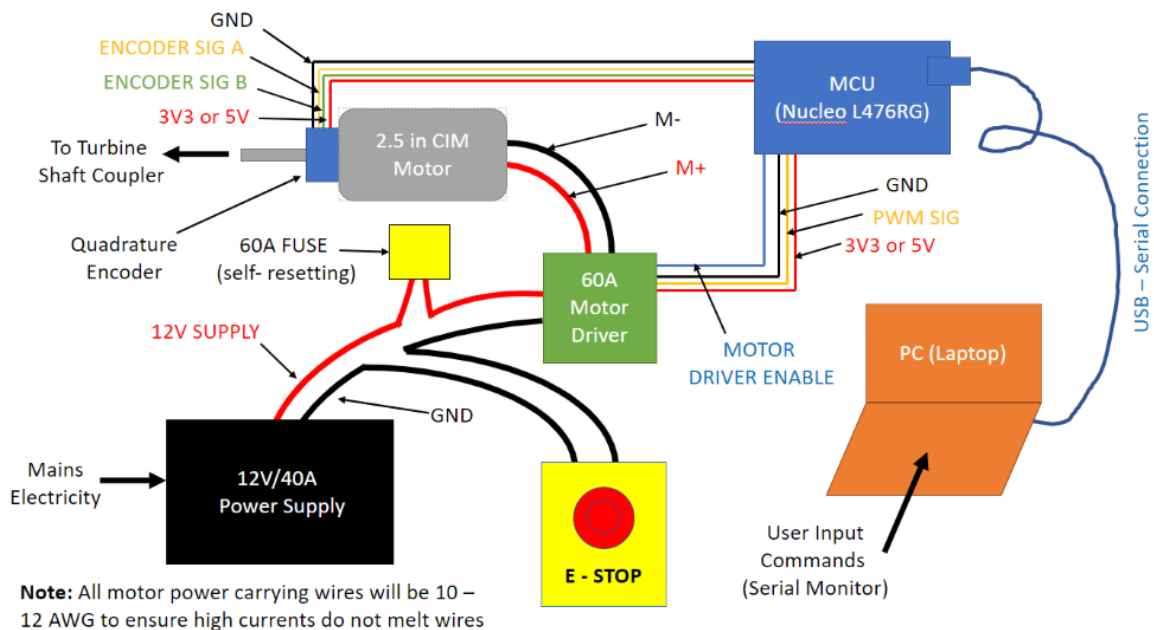 GND
ENCODER SIG A
ENCODER SIG B
3V3 or 5V
To Turbine
Shaft Coupler
Quadrature
Encoder
2.5 in CIM
Motor
M-
M+
MCU
(Nucleo L476RG)
GND
PWM SIG
3V3 or 5V
USB – Serial Connection
60A FUSE
(self- resetting)
60A
Motor
Driver
12V SUPPLY
MOTOR
DRIVER ENABLE
PC (Laptop)
GND
Mains
Electricity
12V/40A
Power Supply
E - STOP
User Input
Commands
(Serial Monitor)
Note: All motor power carrying wires will be 10 –
12 AWG to ensure high currents do not melt wires